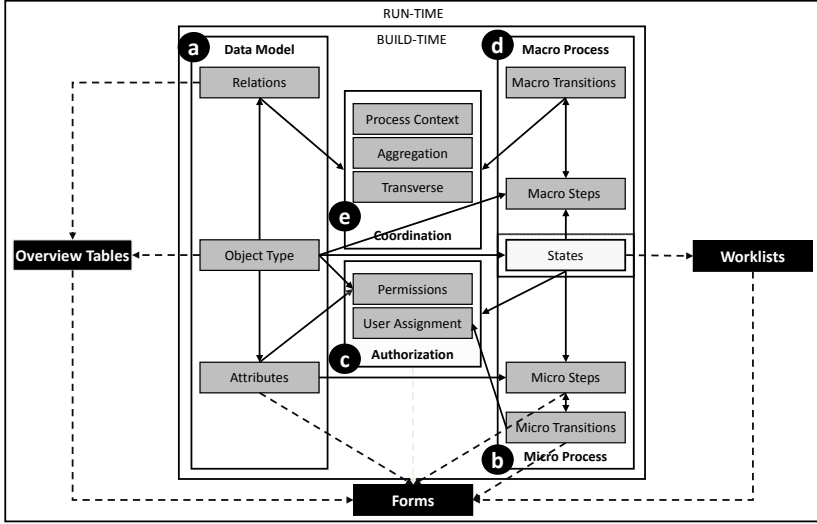 RUN-TIME
BUILD-TIME
a
Data Model
d
Macro Process
Relations
Macro Transitions
Process Context
Aggregation
Transverse
Macro Steps
e
Coordination
Overview Tables
Object Type
States
Worklists
Permissions
User Assignment
c
Authorization
Attributes
Micro Steps
Micro Transitions
b
Micro Process
Forms